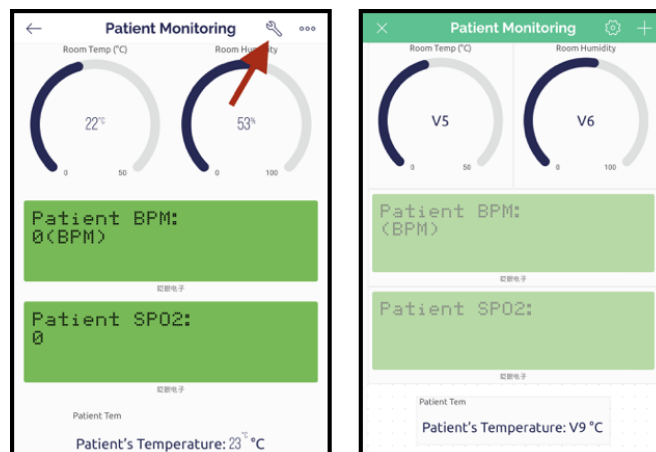 Patient Monitoring
Room Temp (°C)
Room Humidity
22°C
53%
0
50
0
100
Patient BPM:
0(BPM)
Patient SPO2:
0
Patient Tem
Patient's Temperature: 23 °C
Patient Monitoring
Room Temp (°C)
Room Humidity
V5
V6
0
50
0
100
Patient BPM:
(BPM)
Patient SPO2:
Patient Tem
Patient's Temperature: V9 °C